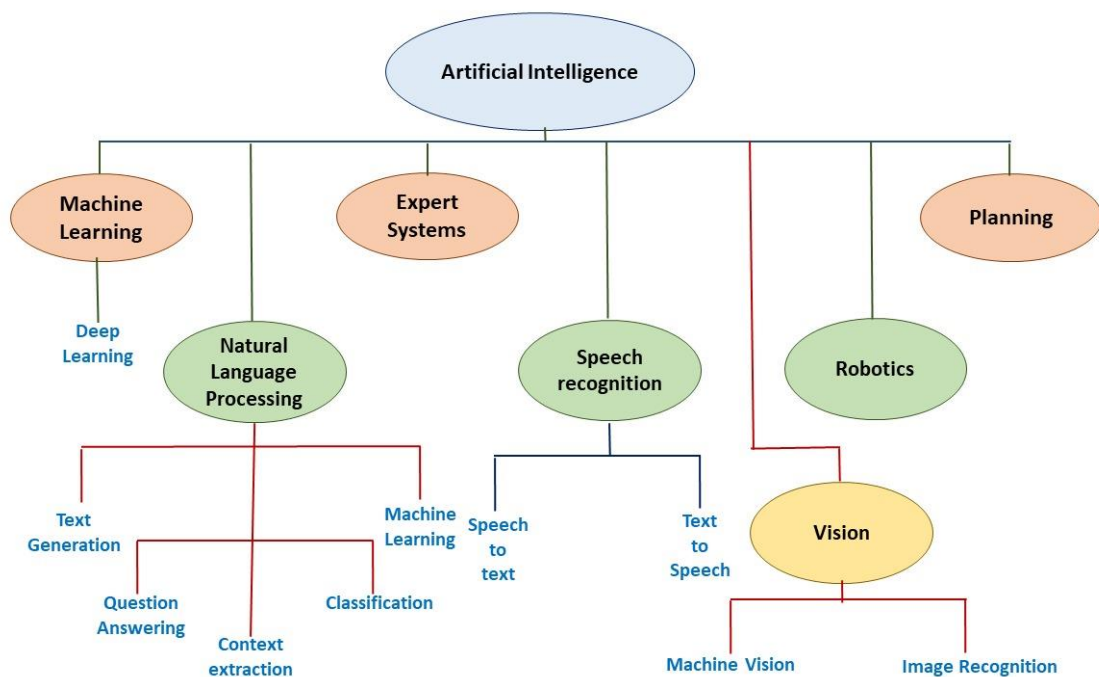 Artificial Intelligence
Machine
Learning
Expert
Systems
Planning
Deep
Learning
Natural
Language
Processing
Speech
recognition
Robotics
Text
Generation
Machine
Learning
Question
Answering
Classification
Context
extraction
Speech
to
text
Text
to
Speech
Vision
Machine Vision
Image Recognition